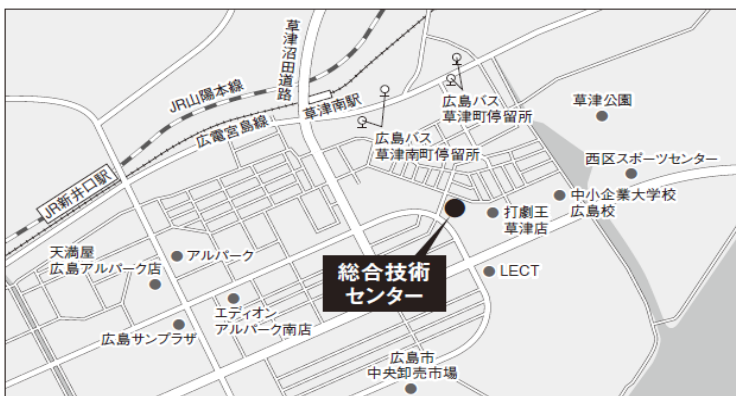 草津沼田道路
JR山陽本線
広電宮島線
草津南駅
広島バス
草津町停留所
草津公園
広島バス
草津南町停留所
西区スポーツセンター
JR新井口駅
中小企業大学校
広島校
打劇王
草津店
天満屋
広島アルパーク店
アルパーク
総合技術
センター
LECT
エディオン
アルパーク南店
広島サンプラザ
広島市
中央卸売市場